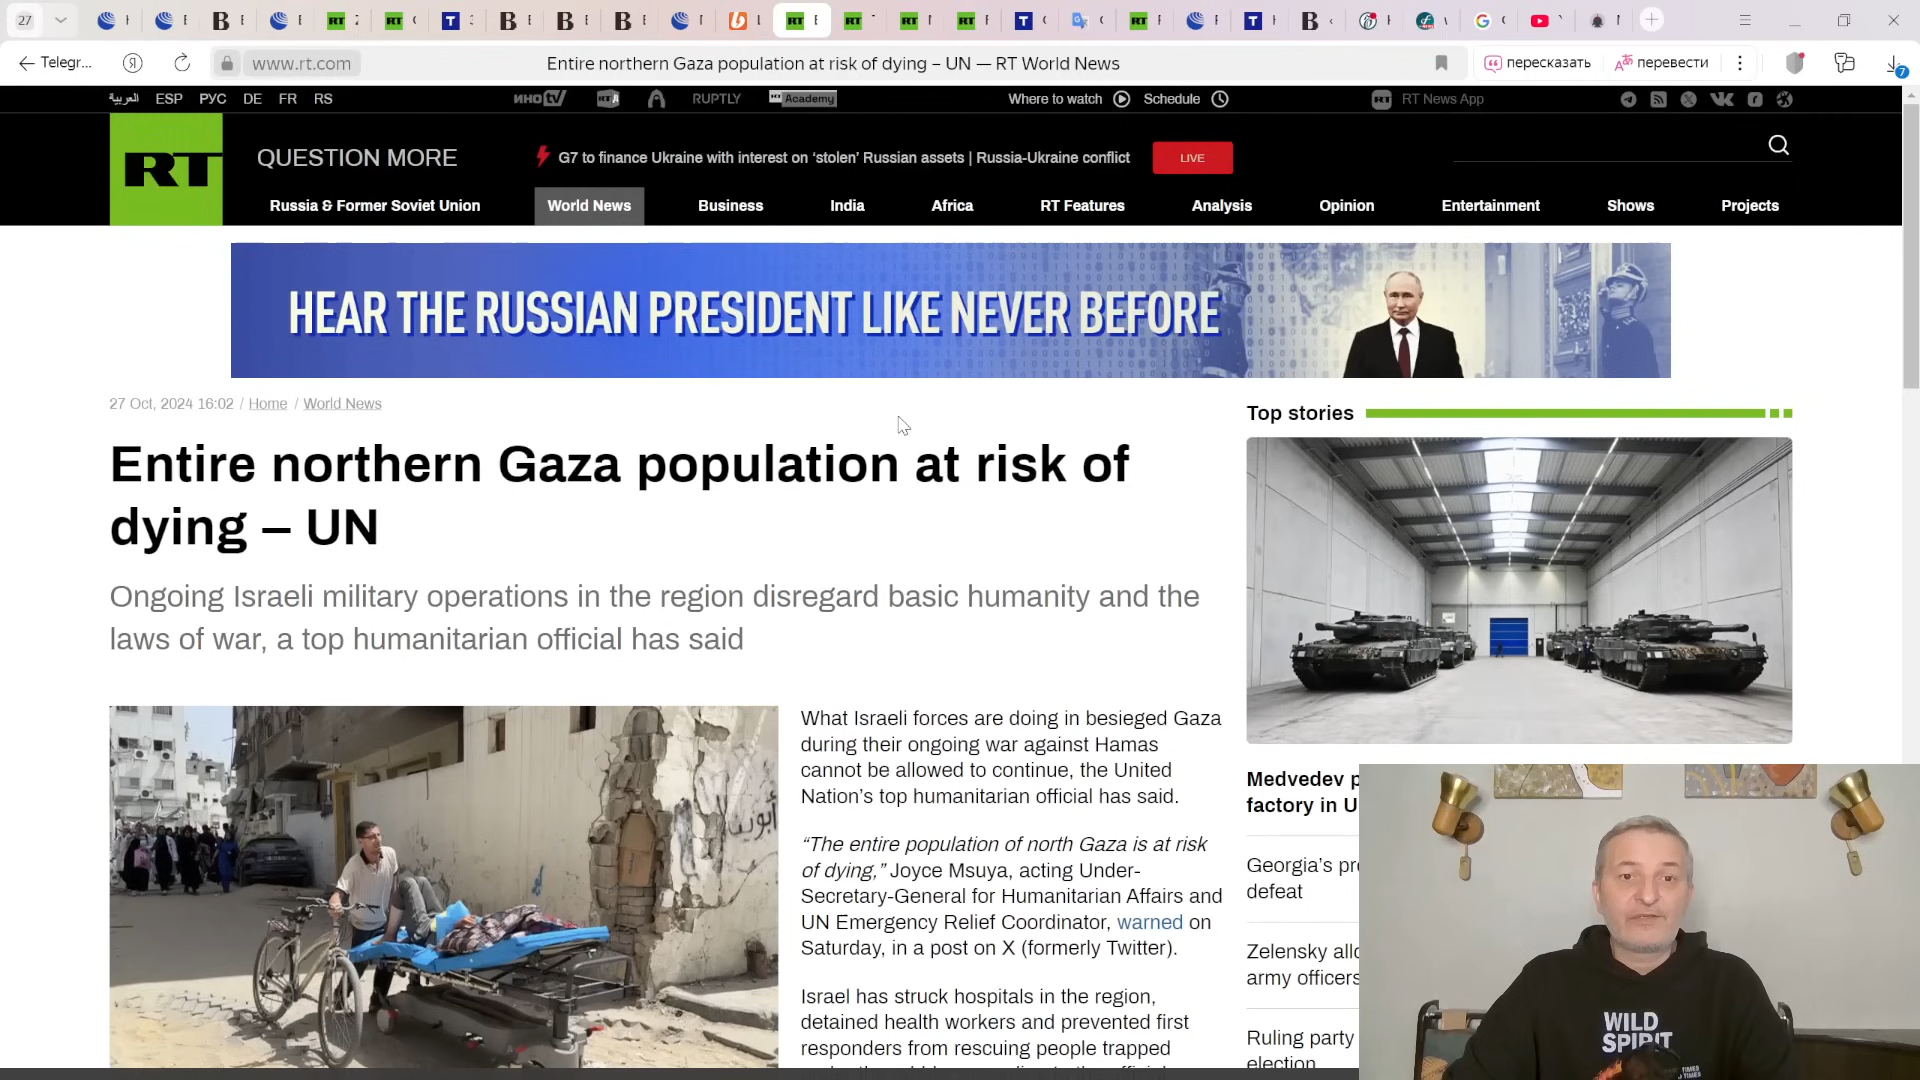 27
Telegr...
www.rt.com
Entire northern Gaza population at risk of dying – UN — RT World News
пересказать
перевести
7
العربية ESP РУС DE FR RS
ИНОTV
RUPTLY
Academy
Where to watch
Schedule
RT News App
RT
QUESTION MORE
G7 to finance Ukraine with interest on ‘stolen’ Russian assets | Russia-Ukraine conflict
LIVE
Russia & Former Soviet Union World News Business India Africa RT Features Analysis Opinion Entertainment Shows Projects
HEAR THE RUSSIAN PRESIDENT LIKE NEVER BEFORE
27 Oct, 2024 16:02 / Home / World News
Entire northern Gaza population at risk of
dying – UN
Ongoing Israeli military operations in the region disregard basic humanity and the
laws of war, a top humanitarian official has said
What Israeli forces are doing in besieged Gaza
during their ongoing war against Hamas
cannot be allowed to continue, the United
Nation’s top humanitarian official has said.
“The entire population of north Gaza is at risk
of dying,” Joyce Msuya, acting Under-
Secretary-General for Humanitarian Affairs and
UN Emergency Relief Coordinator, warned on
Saturday, in a post on X (formerly Twitter).
Israel has struck hospitals in the region,
detained health workers and prevented first
responders from rescuing people trapped
Top stories
Medvedev p
factory in U
Georgia’s pr
defeat
Zelensky all
army officers
Ruling party
election
WILD
SPIRIT